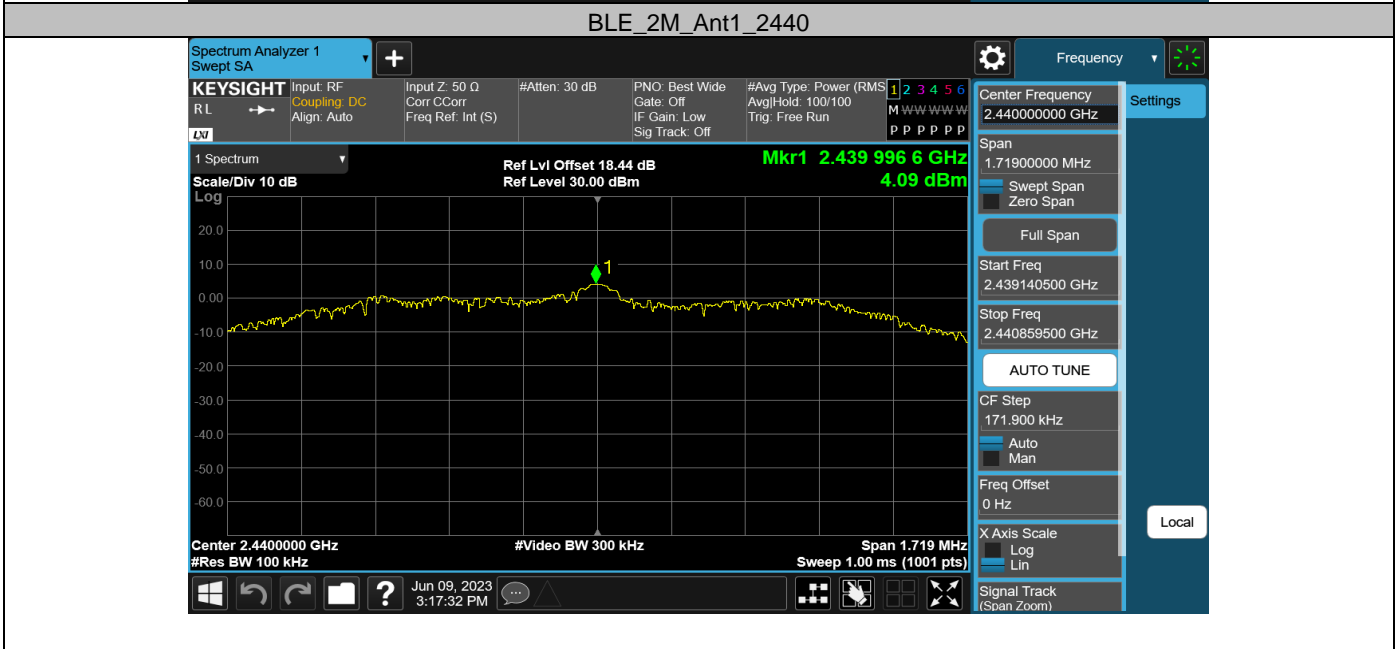 BLE_2M_Ant1_2440
Spectrum Analyzer 1
Swept SA
Frequency
KEYSIGHT
RL
LXI
Input: RF
Coupling: DC
Align: Auto
Input Z: 50 Ω
Corr CCorr
Freq Ref: Int (S)
#Atten: 30 dB
PNO: Best Wide
Gate: Off
IF Gain: Low
Sig Track: Off
#Avg Type: Power (RMS
Avg|Hold: 100/100
Trig: Free Run
1 2 3 4 5 6
M W W W W W
P P P P P P
Center Frequency
2.440000000 GHz
Settings
Span
1.71900000 MHz
Swept Span
Zero Span
Full Span
Start Freq
2.439140500 GHz
Stop Freq
2.440859500 GHz
AUTO TUNE
CF Step
171.900 kHz
Auto
Man
Freq Offset
0 Hz
X Axis Scale
Log
Lin
Signal Track
(Span Zoom)
Local
1 Spectrum
Scale/Div 10 dB
Log
Ref Lvl Offset 18.44 dB
Ref Level 30.00 dBm
Mkr1 2.439 996 6 GHz
4.09 dBm
20.0
10.0
1
0.00
-10.0
-20.0
-30.0
-40.0
-50.0
-60.0
Center 2.4400000 GHz
#Video BW 300 kHz
Span 1.719 MHz
#Res BW 100 kHz
Sweep 1.00 ms (1001 pts)
?
Jun 09, 2023
3:17:32 PM